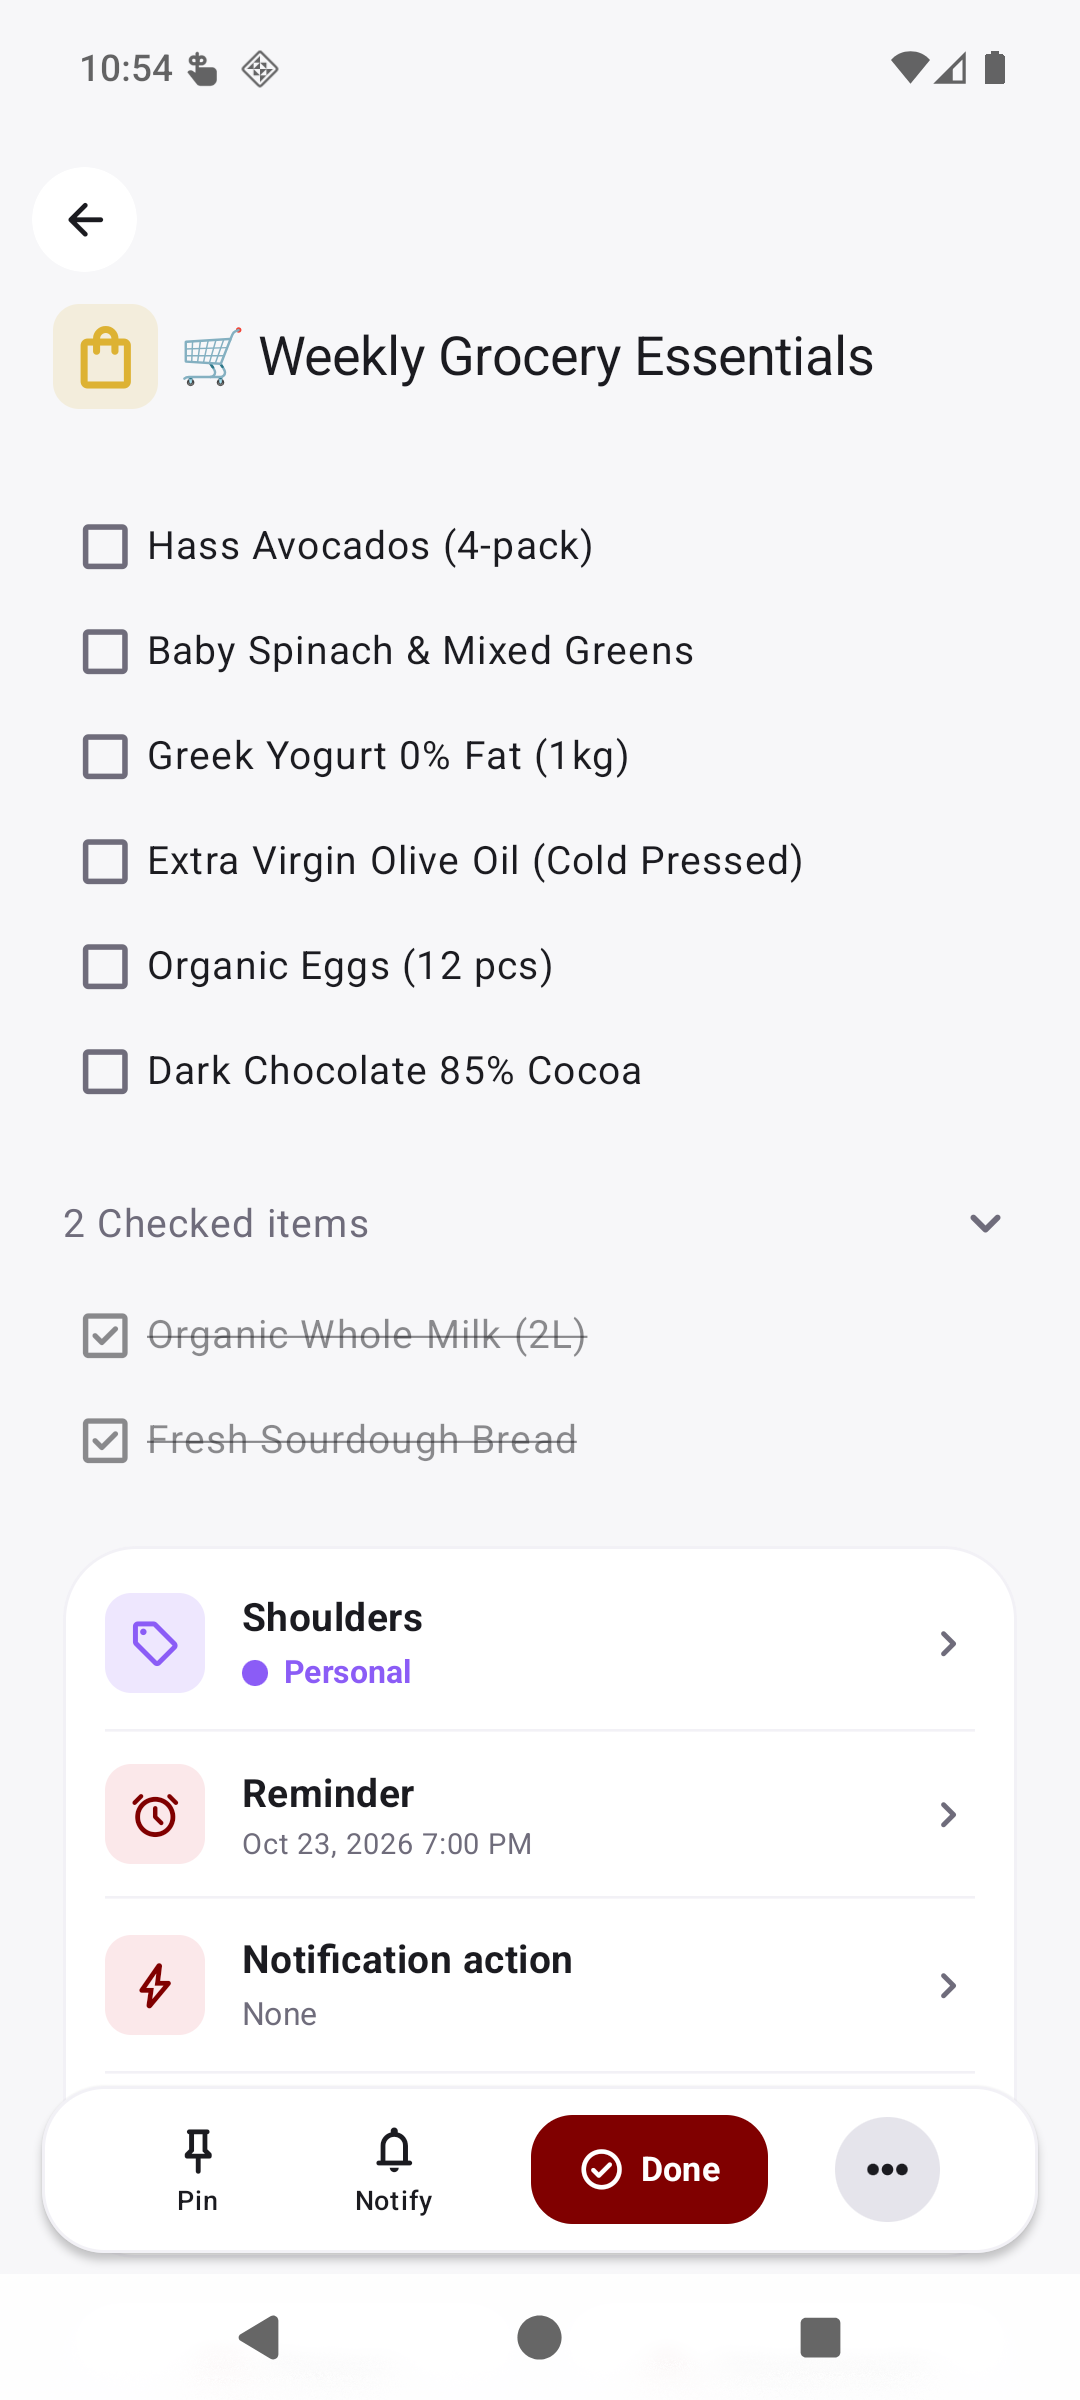 10:54
🛒 Weekly Grocery Essentials
Hass Avocados (4-pack)
Baby Spinach & Mixed Greens
Greek Yogurt 0% Fat (1kg)
Extra Virgin Olive Oil (Cold Pressed)
Organic Eggs (12 pcs)
Dark Chocolate 85% Cocoa
2 Checked items
Organic Whole Milk (2L)
Fresh Sourdough Bread
Shoulders
Personal
Reminder
Oct 23, 2026 7:00 PM
Notification action
None
Pin
Notify
Done